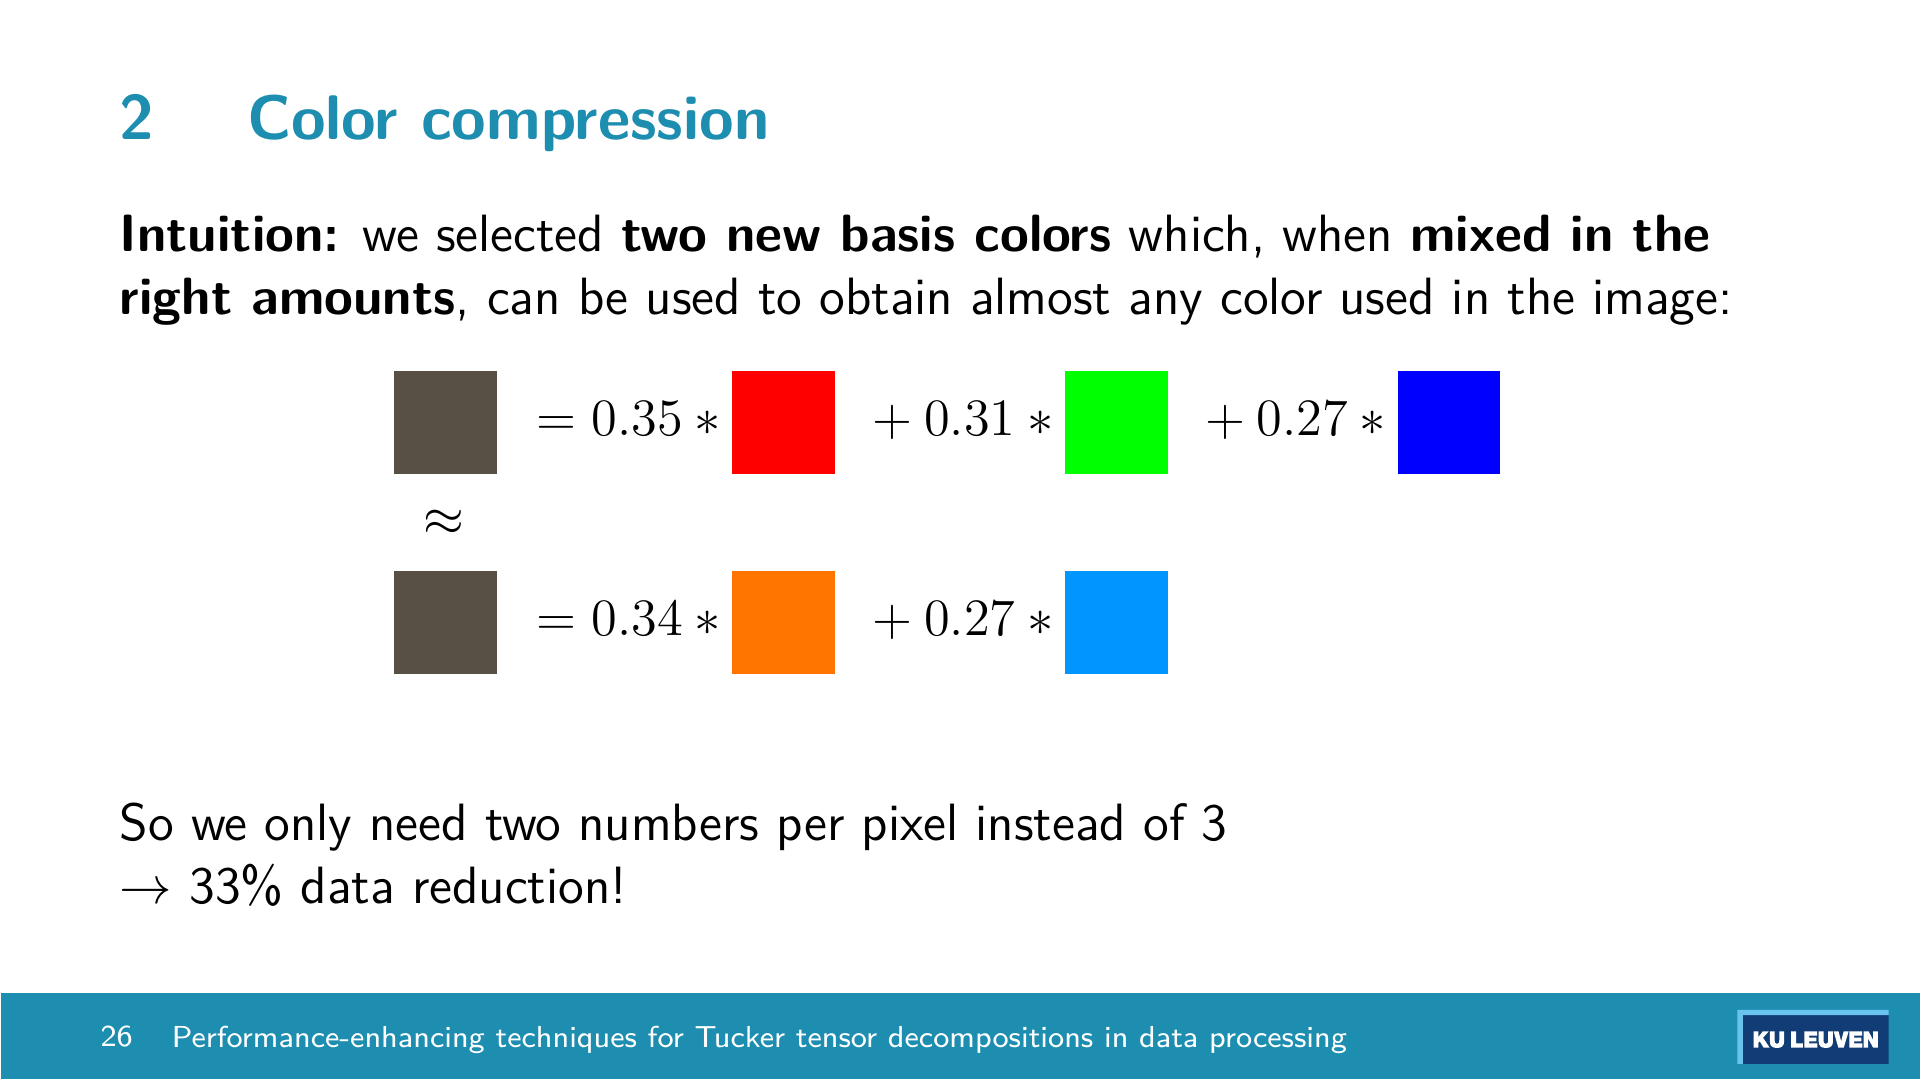 2 Color compression
Intuition: we selected two new basis colors which, when mixed in the
right amounts, can be used to obtain almost any color used in the image:
= 0.35 * + 0.31 * + 0.27 *
≈
= 0.34 * + 0.27 *
So we only need two numbers per pixel instead of 3
→ 33% data reduction!
26 Performance-enhancing techniques for Tucker tensor decompositions in data processing
KU LEUVEN